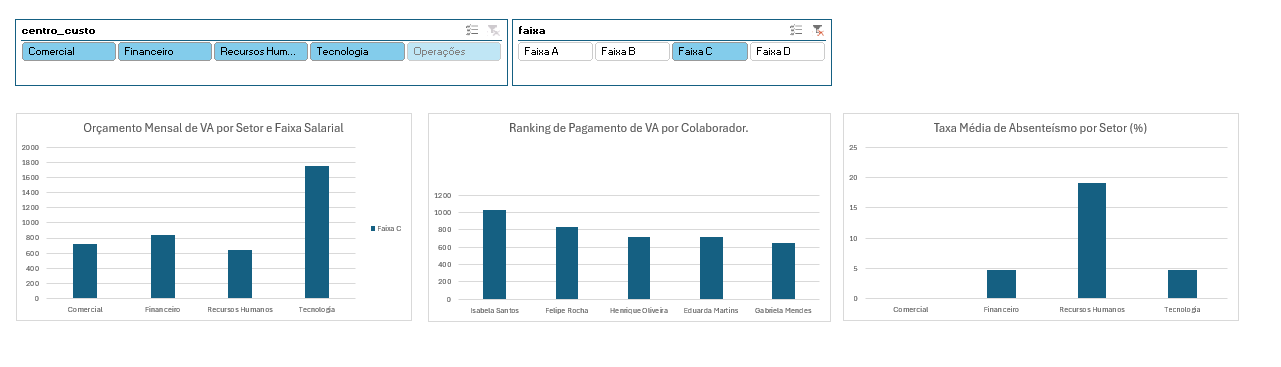 centro_custo
Comercial Financeiro Recursos Hum... Tecnologia Operações
faixa
Faixa A Faixa B Faixa C Faixa D
Orçamento Mensal de VA por Setor e Faixa Salarial
2000
1800
1600
1400
1200
1000
800
600
400
200
0
Comercial Financeiro Recursos Humanos Tecnologia
Faixa C
Ranking de Pagamento de VA por Colaborador.
1200
1000
800
600
400
200
0
Isabela Santos Felipe Rocha Henrique Oliveira Eduarda Martins Gabriela Mendes
Taxa Média de Absenteísmo por Setor (%)
25
20
15
10
5
0
Comercial Financeiro Recursos Humanos Tecnologia